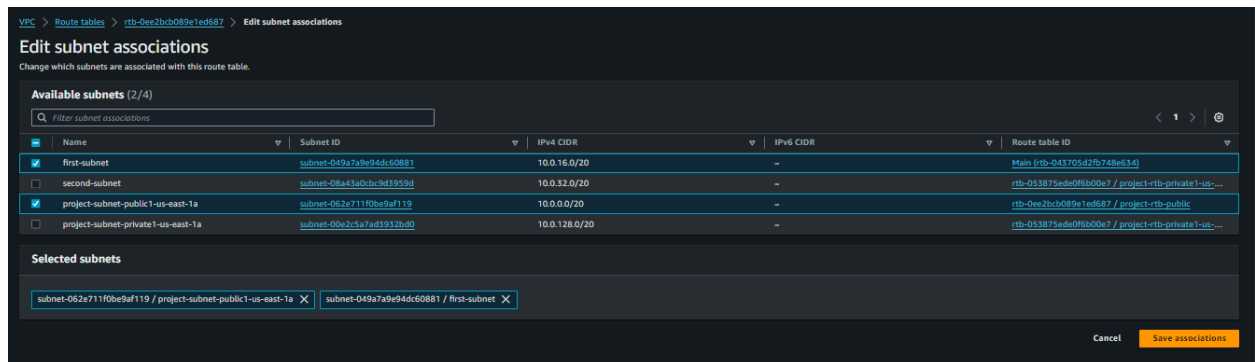 VPC > Route tables > rtb-0ee2bcb089e1ed687 > Edit subnet associations
Edit subnet associations
Change which subnets are associated with this route table.
Available subnets (2/4)
Filter subnet associations
1
Name Subnet ID IPv4 CIDR IPv6 CIDR Route table ID
first-subnet subnet-049a7a9e94dc60881 10.0.16.0/20 – Main (rtb-043705d2fb748e634)
second-subnet subnet-08a43a0cbc9d3959d 10.0.32.0/20 – rtb-053875ede0f6b00e7 / project-rtb-private1-us-...
project-subnet-public1-us-east-1a subnet-062e711f0be9af119 10.0.0.0/20 – rtb-0ee2bcb089e1ed687 / project-rtb-public
project-subnet-private1-us-east-1a subnet-00e2c5a7ad3932bd0 10.0.128.0/20 – rtb-053875ede0f6b00e7 / project-rtb-private1-us-...
Selected subnets
subnet-062e711f0be9af119 / project-subnet-public1-us-east-1a X subnet-049a7a9e94dc60881 / first-subnet X
Cancel Save associations